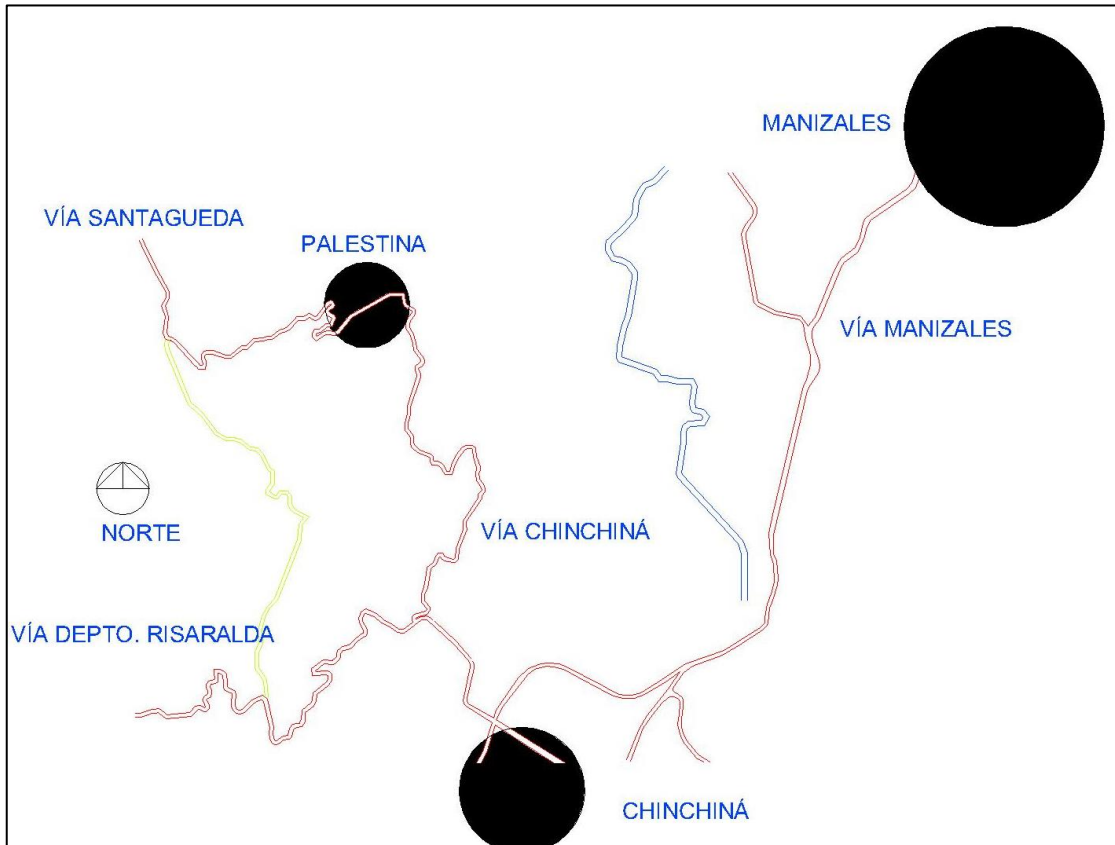 MANIZALES
VÍA SANTAGUEDA
PALESTINA
VÍA MANIZALES
NORTE
VÍA CHINCHINÁ
VÍA DEPTO. RISARALDA
CHINCHINÁ